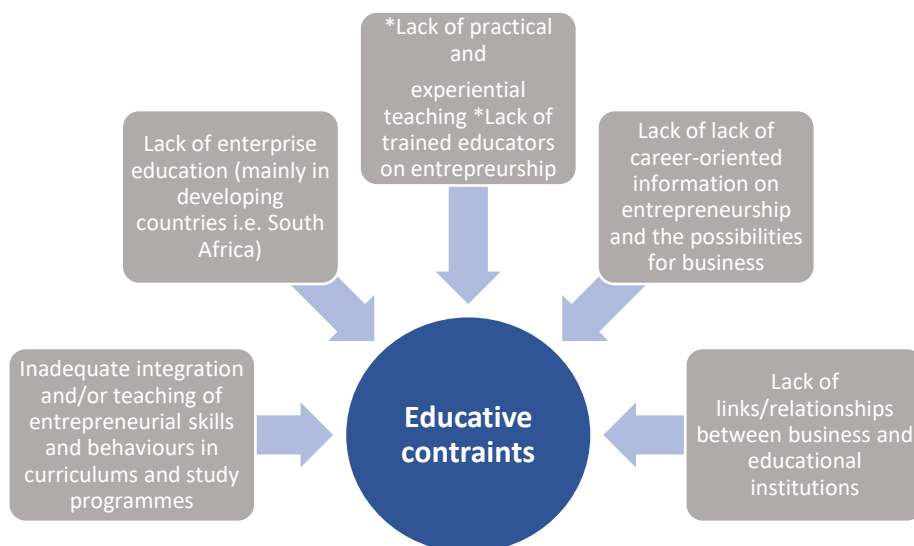 *Lack of practical and
experiential
teaching *Lack of
trained educators
on entrepreurship
Lack of enterprise
education (mainly in
developing
countries i.e. South
Africa)
Lack of lack of
career-oriented
information on
entrepreneurship
and the possibilities
for business
Inadequate integration
and/or teaching of
entrepreneurial skills
and behaviours in
curriculums and study
programmes
Educative
contraints
Lack of
links/relationships
between business and
educational
institutions